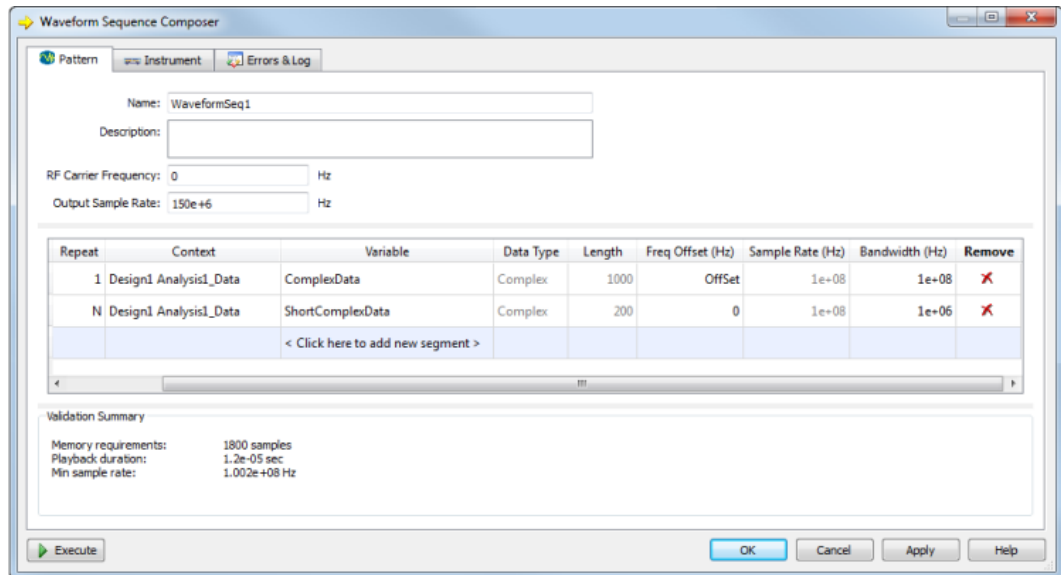 Waveform Sequence Composer
Pattern Instrument Errors & Log
Name: WaveformSeq1
Description:
RF Carrier Frequency: 0 Hz
Output Sample Rate: 150e+6 Hz
Repeat Context Variable Data Type Length Freq Offset (Hz) Sample Rate (Hz) Bandwidth (Hz) Remove
1 Design1 Analysis1_Data ComplexData Complex 1000 OffSet 1e+08 1e+08
N Design1 Analysis1_Data ShortComplexData Complex 200 0 1e+08 1e+06
< Click here to add new segment >
Validation Summary
Memory requirements: 1800 samples
Playback duration: 1.2e-05 sec
Min sample rate: 1.002e+08 Hz
Execute OK Cancel Apply Help